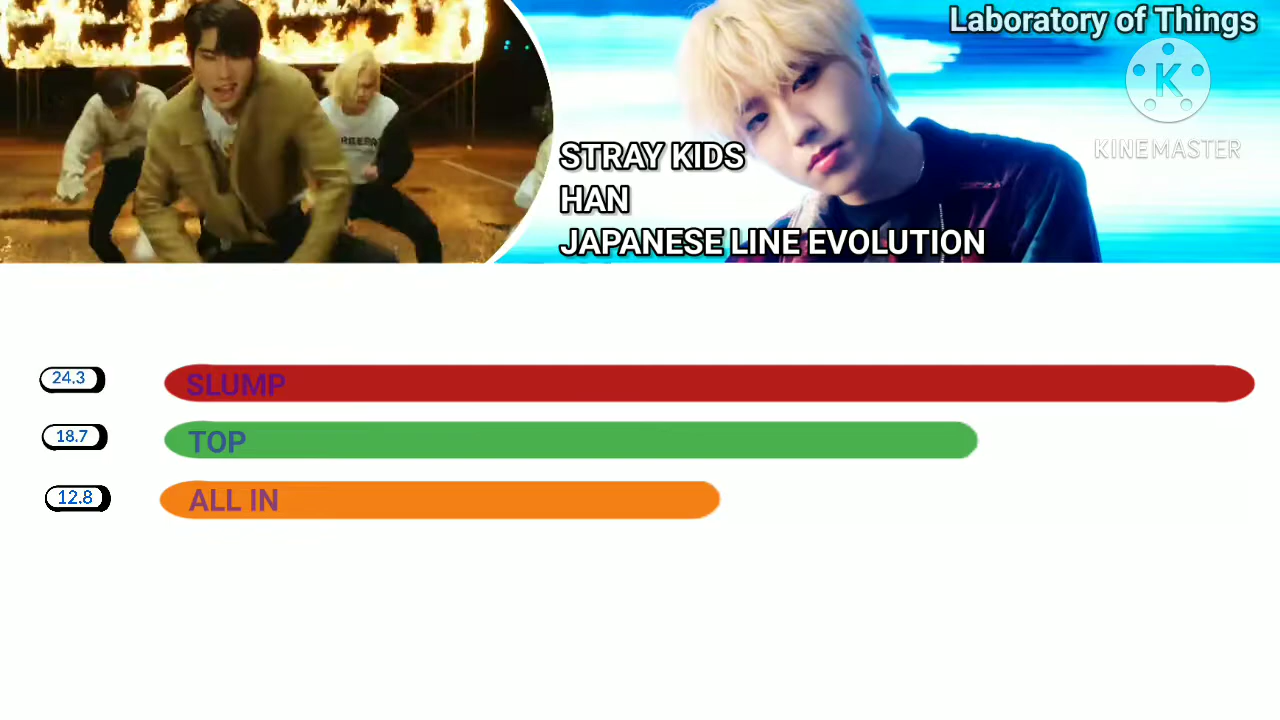 Laboratory of Things
K
KINEMASTER
STRAY KIDS
HAN
JAPANESE LINE EVOLUTION
24.3
SLUMP
18.7
TOP
12.8
ALL IN